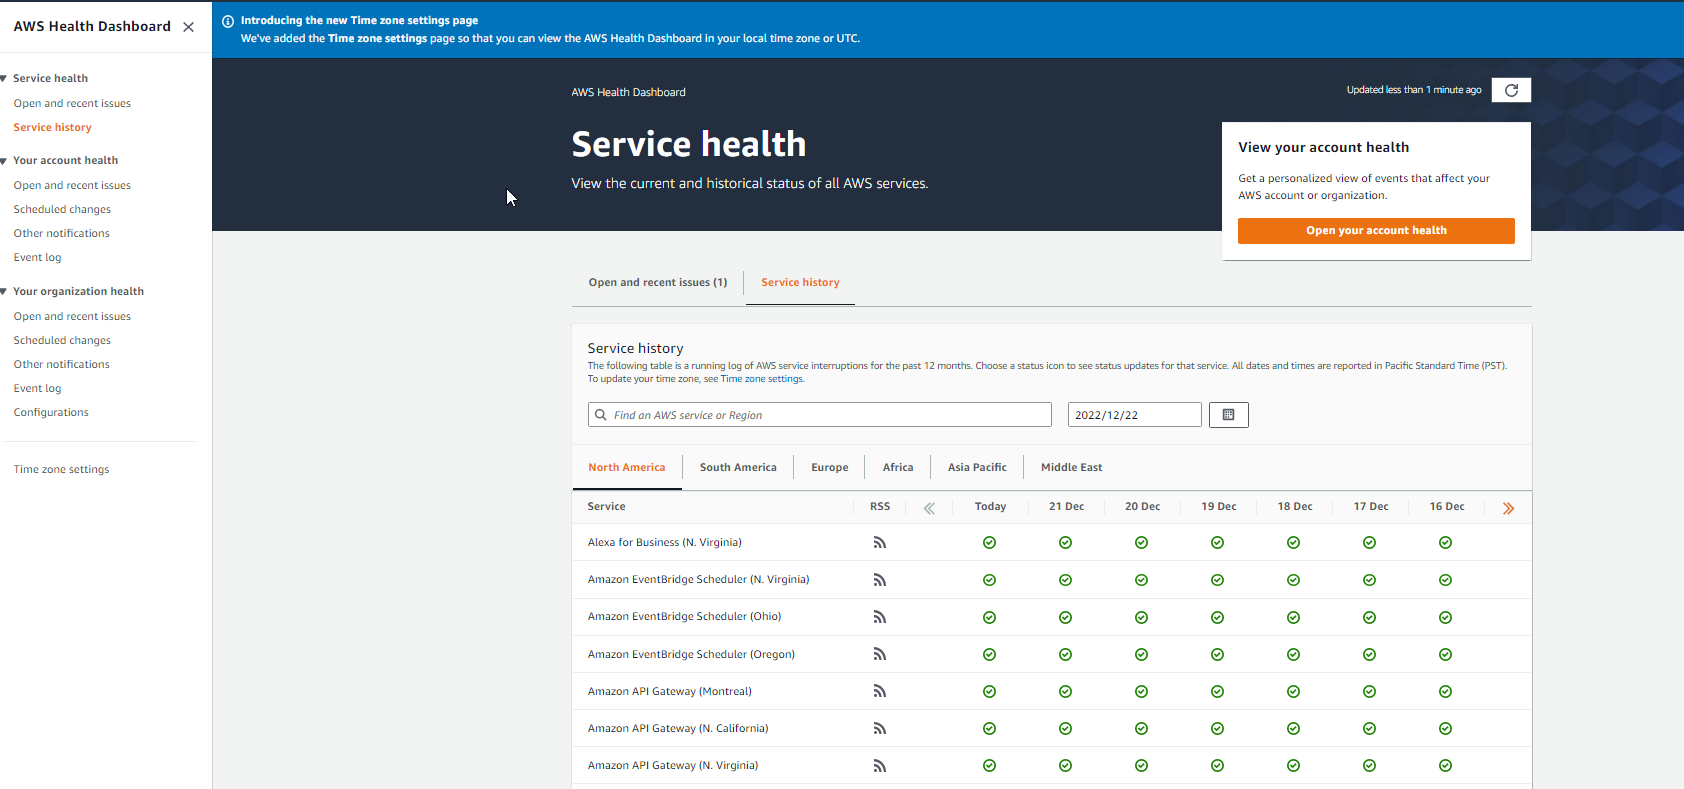 AWS Health Dashboard
Service health
Open and recent issues
Service history
Your account health
Open and recent issues
Scheduled changes
Other notifications
Event log
Your organization health
Open and recent issues
Scheduled changes
Other notifications
Event log
Configurations
Time zone settings
Introducing the new Time zone settings page
We've added the Time zone settings page so that you can view the AWS Health Dashboard in your local time zone or UTC.
AWS Health Dashboard
Updated less than 1 minute ago
Service health
View the current and historical status of all AWS services.
View your account health
Get a personalized view of events that affect your
AWS account or organization.
Open your account health
Open and recent issues (1)
Service history
Service history
The following table is a running log of AWS service interruptions for the past 12 months. Choose a status icon to see status updates for that service. All dates and times are reported in Pacific Standard Time (PST).
To update your time zone, see Time zone settings.
Find an AWS service or Region
2022/12/22
North America
South America
Europe
Africa
Asia Pacific
Middle East
Service RSS Today 21 Dec 20 Dec 19 Dec 18 Dec 17 Dec 16 Dec
Alexa for Business (N. Virginia)
Amazon EventBridge Scheduler (N. Virginia)
Amazon EventBridge Scheduler (Ohio)
Amazon EventBridge Scheduler (Oregon)
Amazon API Gateway (Montreal)
Amazon API Gateway (N. California)
Amazon API Gateway (N. Virginia)